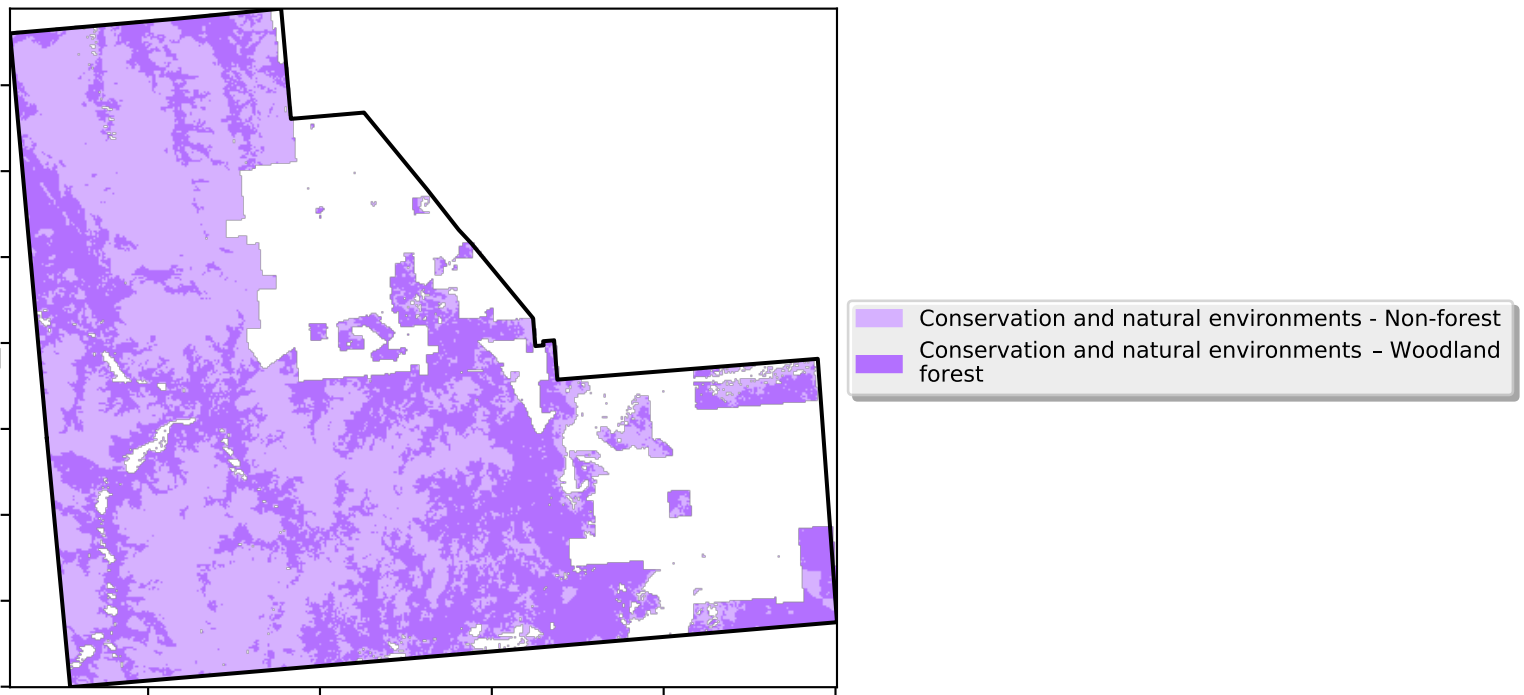 Conservation and natural environments - Non-forest
Conservation and natural environments – Woodland
forest